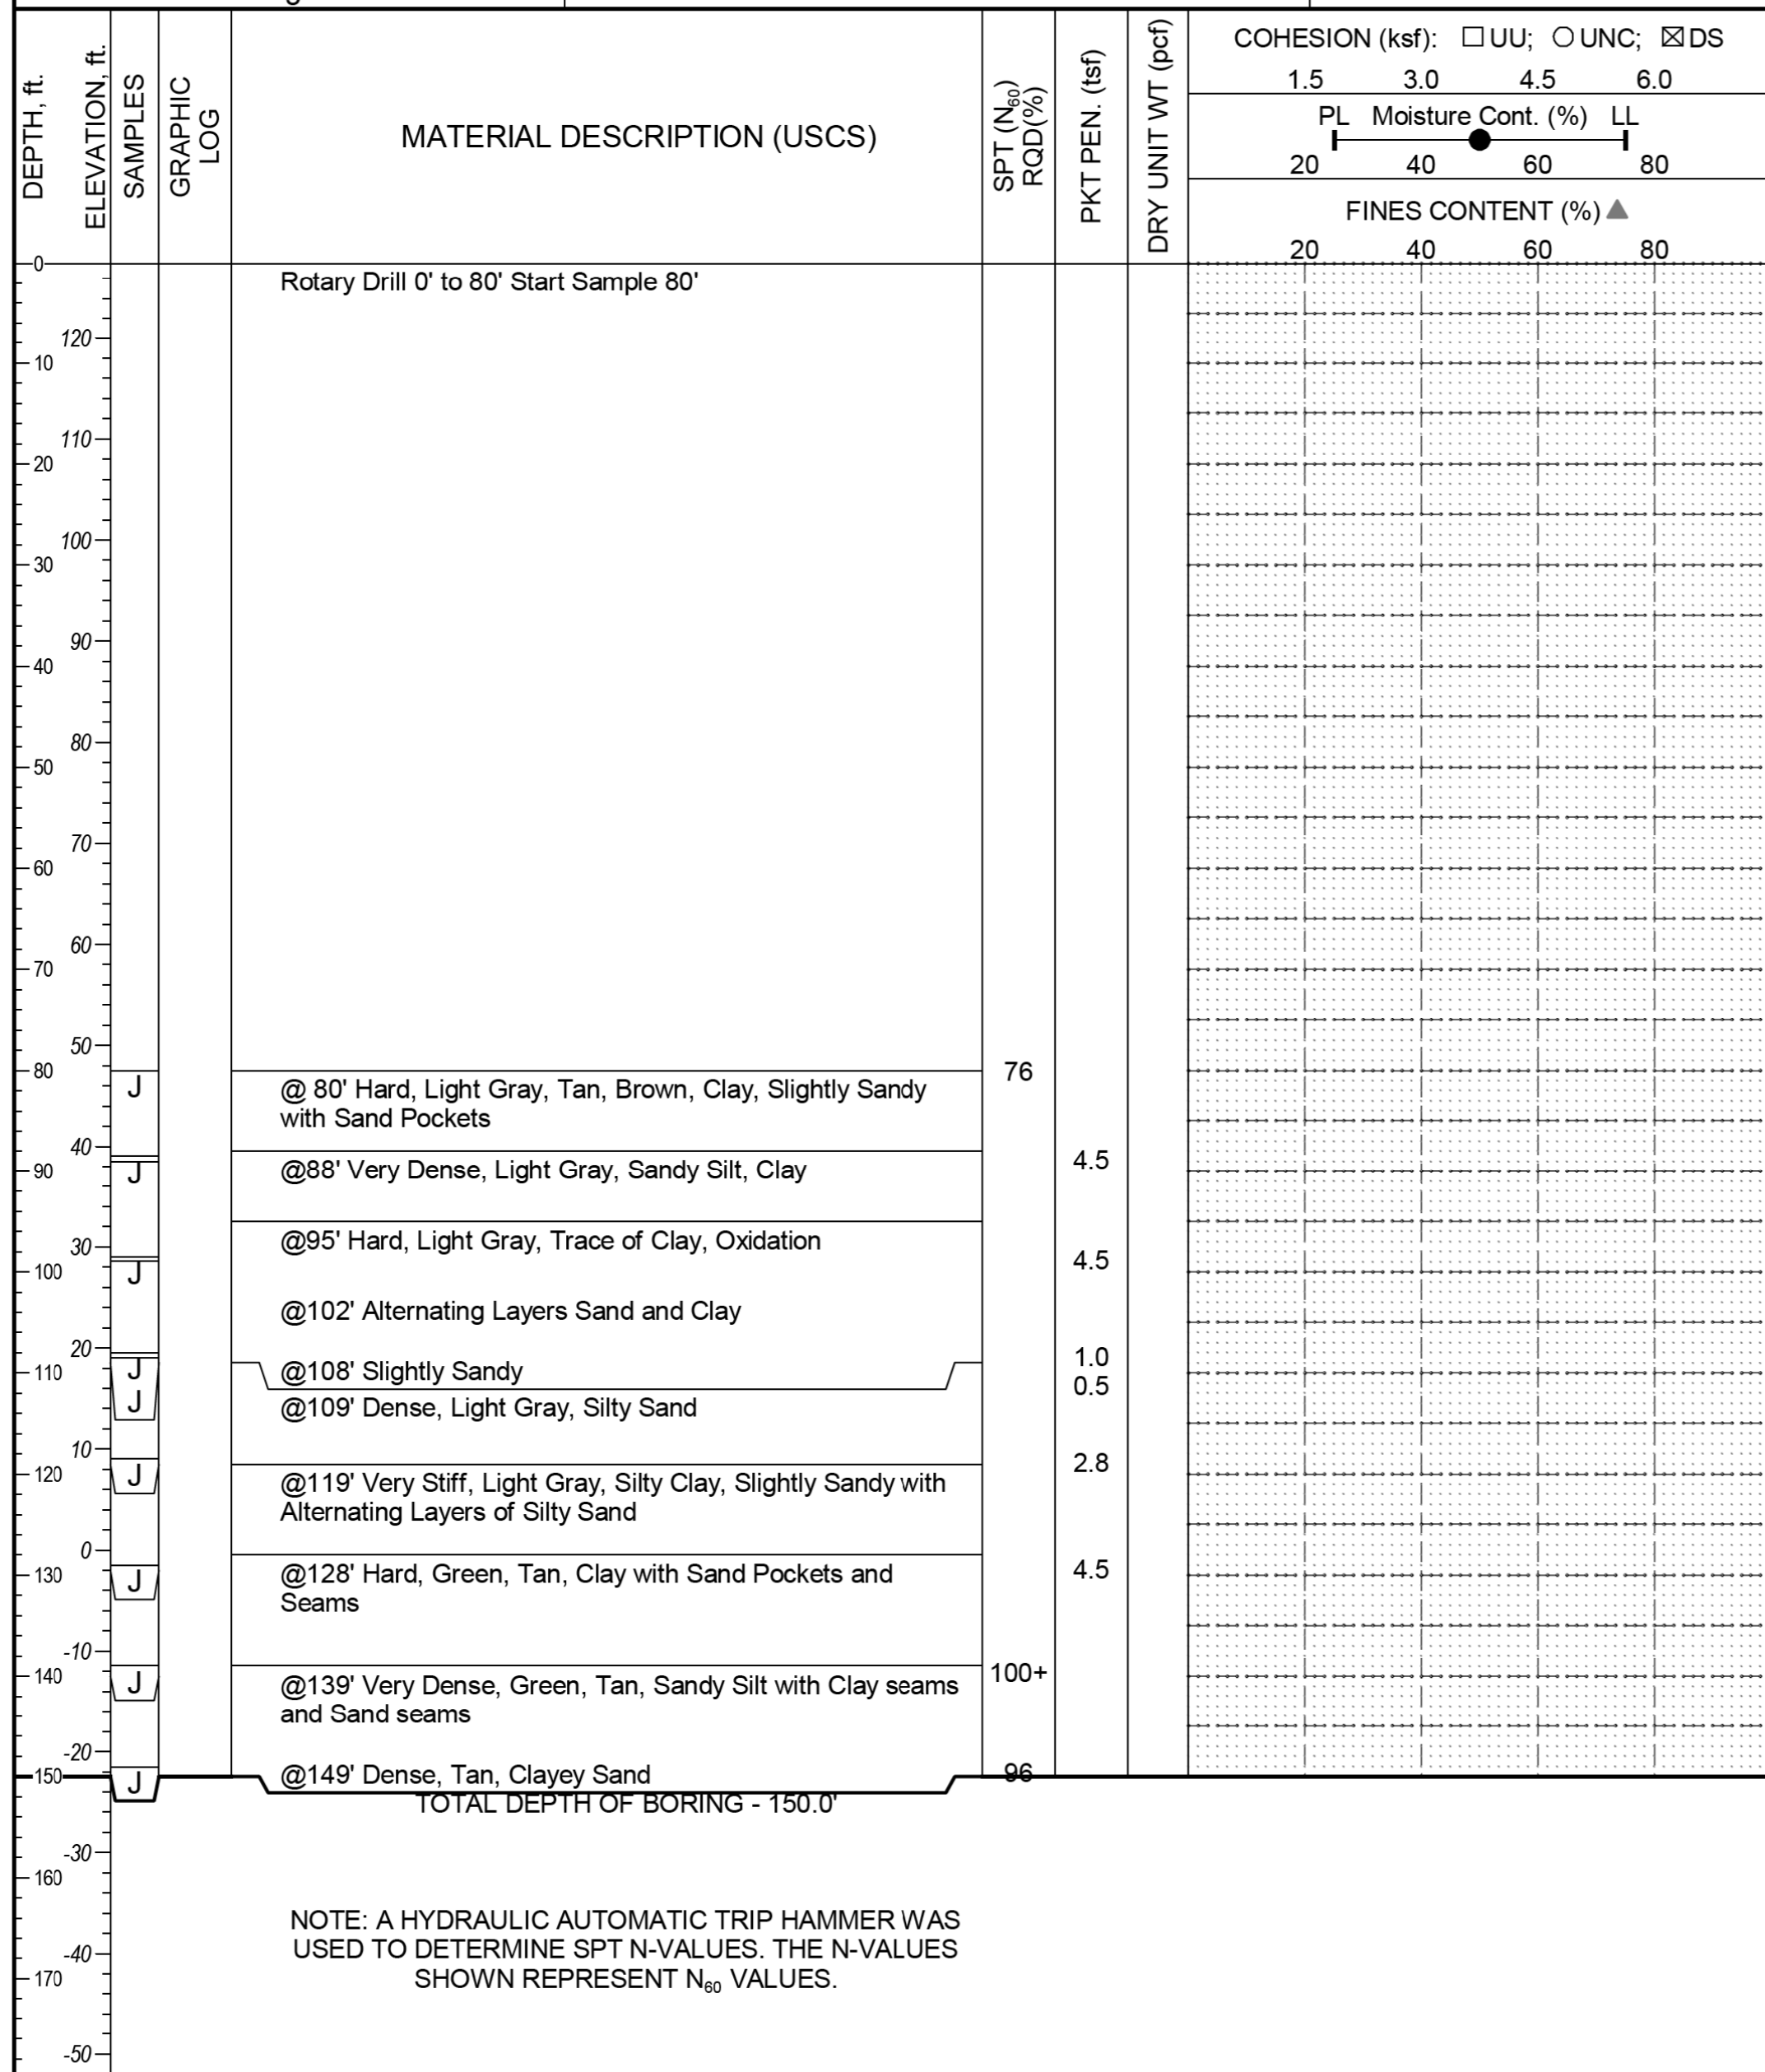 DEPTH, ft.
ELEVATION, ft.
SAMPLES
GRAPHIC
LOG
MATERIAL DESCRIPTION (USCS)
SPT (N60)
RQD(%)
PKT PEN. (tsf)
DRY UNIT WT (pcf)
COHESION (ksf): UU; UNC; DS
1.5 3.0 4.5 6.0
PL Moisture Cont. (%) LL
20 40 60 80
FINES CONTENT (%)
20 40 60 80
0
Rotary Drill 0' to 80' Start Sample 80'
120
10
110
20
100
30
90
40
80
50
70
60
60
70
50
80 J @ 80' Hard, Light Gray, Tan, Brown, Clay, Slightly Sandy 76
with Sand Pockets
40
90 J @88' Very Dense, Light Gray, Sandy Silt, Clay 4.5
30 @95' Hard, Light Gray, Trace of Clay, Oxidation
100 J 4.5
@102' Alternating Layers Sand and Clay
20
110 J @108' Slightly Sandy 1.0
J @109' Dense, Light Gray, Silty Sand 0.5
10
120 J @119' Very Stiff, Light Gray, Silty Clay, Slightly Sandy with 2.8
Alternating Layers of Silty Sand
0
130 J @128' Hard, Green, Tan, Clay with Sand Pockets and 4.5
Seams
-10
140 J @139' Very Dense, Green, Tan, Sandy Silt with Clay seams 100+
and Sand seams
-20
150 J @149' Dense, Tan, Clayey Sand 96
TOTAL DEPTH OF BORING - 150.0'
-30
160
NOTE: A HYDRAULIC AUTOMATIC TRIP HAMMER WAS
USED TO DETERMINE SPT N-VALUES. THE N-VALUES
SHOWN REPRESENT N60 VALUES.
-40
170
-50